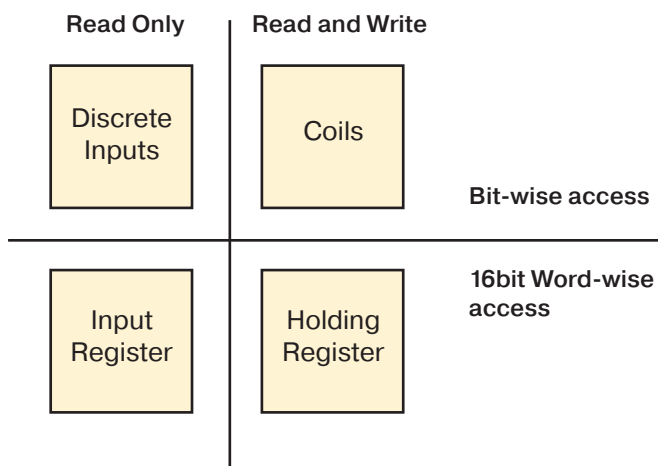 Read Only
Read and Write
Discrete
Inputs
Coils
Bit-wise access
16bit Word-wise
access
Input
Register
Holding
Register